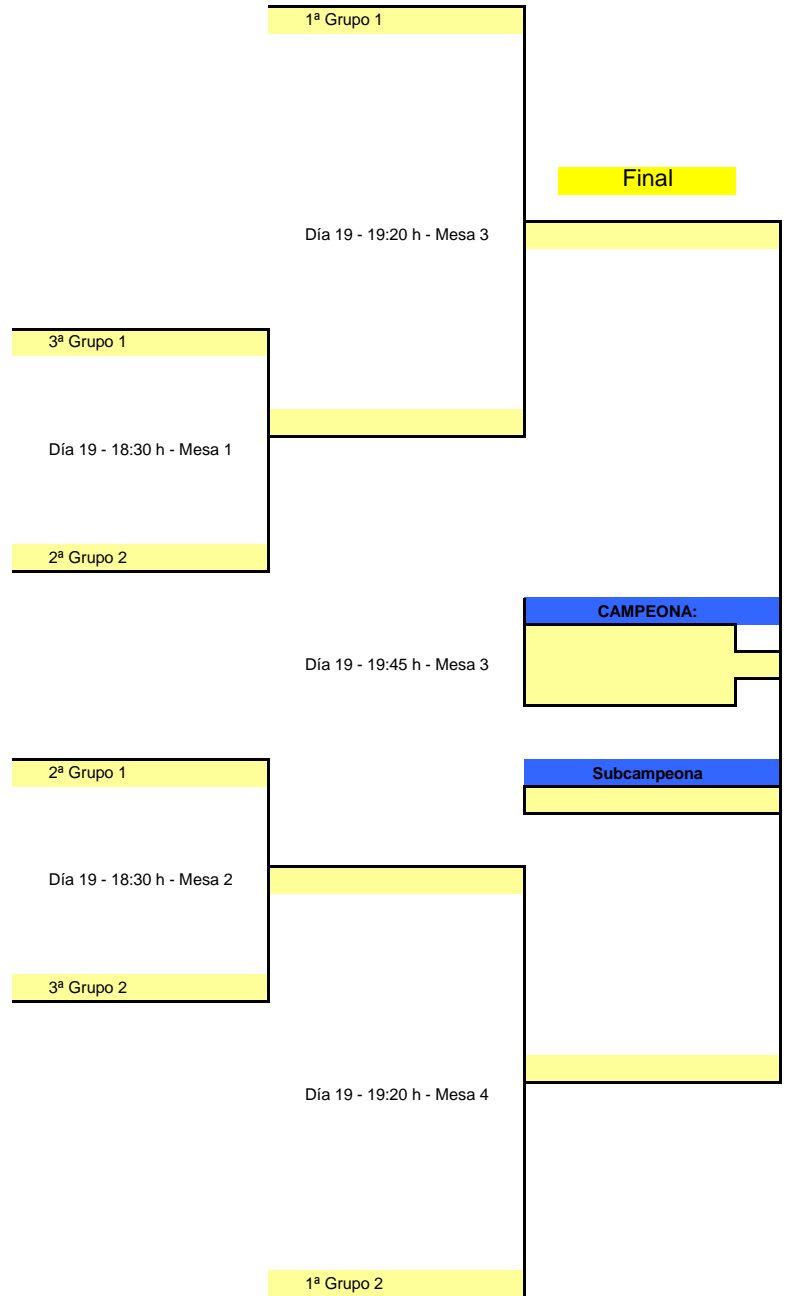 1ª Grupo 1
Final
Día 19 - 19:20 h - Mesa 3
3ª Grupo 1
Día 19 - 18:30 h - Mesa 1
2ª Grupo 2
CAMPEONA:
Día 19 - 19:45 h - Mesa 3
2ª Grupo 1
Subcampeona
Día 19 - 18:30 h - Mesa 2
3ª Grupo 2
Día 19 - 19:20 h - Mesa 4
1ª Grupo 2